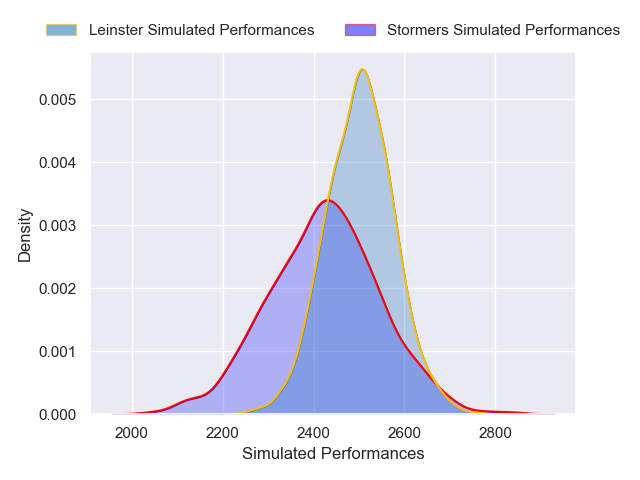 Leinster Simulated Performances
Stormers Simulated Performances
0.005
0.004
0.003
0.002
0.001
0.000
Density
2000
2200
2400
2600
2800
Simulated Performances